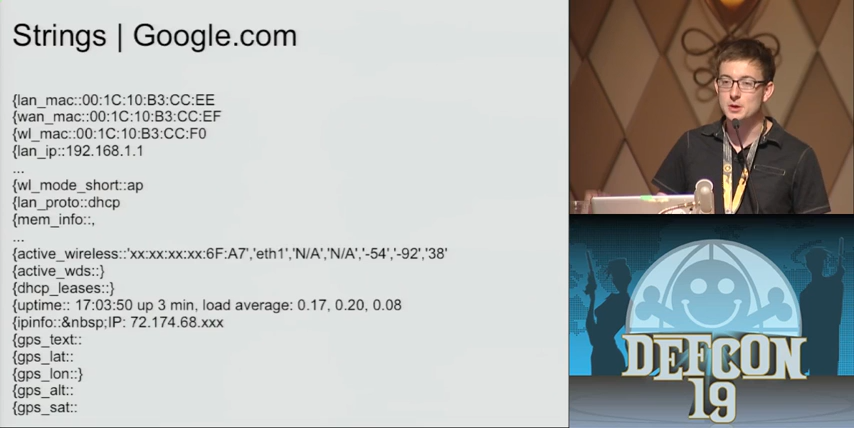 Strings | Google.com
{lan_mac::00:1C:10:B3:CC:EE
{wan_mac::00:1C:10:B3:CC:EF
{wl_mac::00:1C:10:B3:CC:F0
{lan_ip::192.168.1.1
...
{wl_mode_short::ap
{lan_proto::dhcp
{mem_info::,
...
{active_wireless::'xx:xx:xx:xx:6F:A7','eth1','N/A','N/A','-54','-92','38'
{active_wds::}
{dhcp_leases::}
{uptime:: 17:03:50 up 3 min, load average: 0.17, 0.20, 0.08
{ipinfo::&nbsp;IP: 72.174.68.xxx
{gps_text::
{gps_lat::
{gps_lon::}
{gps_alt::
{gps_sat::
DEFCON
19